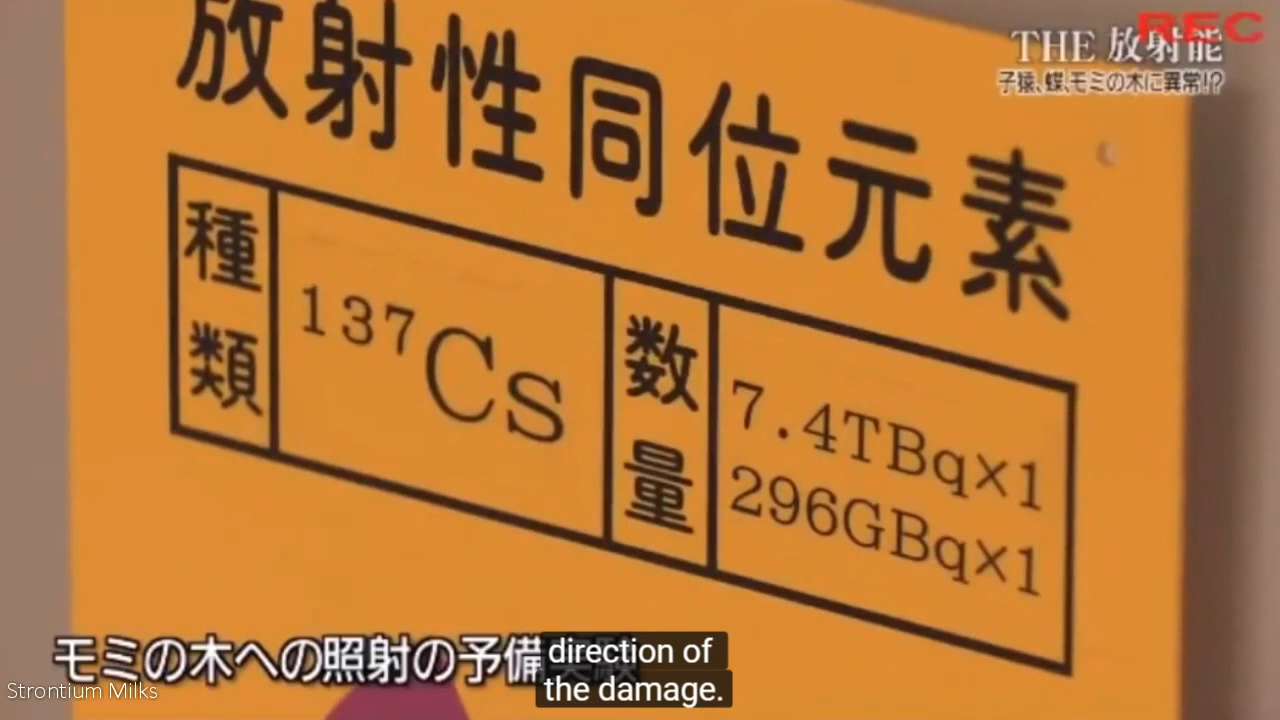 REC
THE 放射能
子猿、蝶、モミの木に異常!?
放射性同位元素
種類
137Cs
数量
7.4TBq×1
296GBq×1
モミの木への照射の予備実験
direction of
the damage.
Strontium Milks